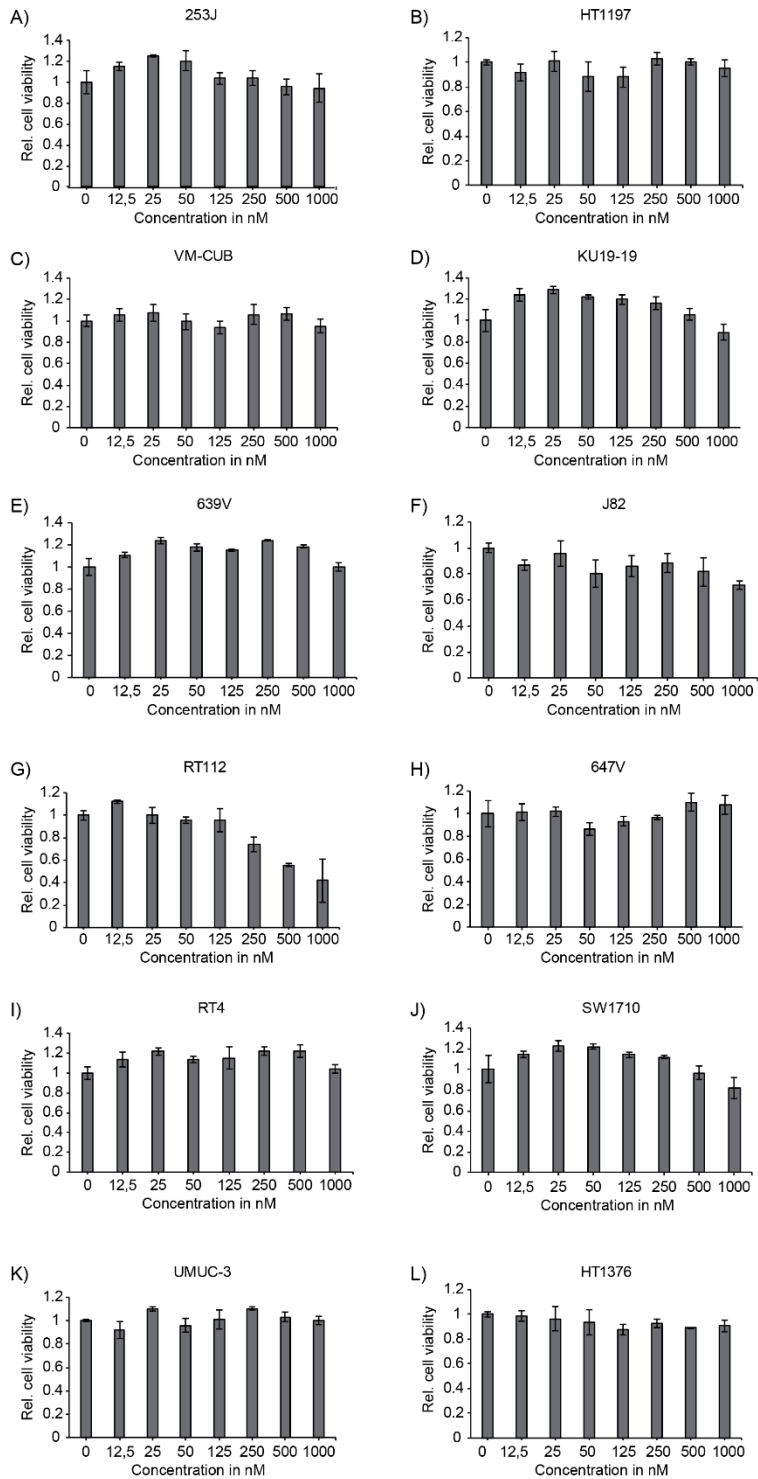 A) 253J
Rel. cell viability
1.4
1.2
1
0.8
0.6
0.4
0.2
0
0 12,5 25 50 125 250 500 1000
Concentration in nM
B) HT1197
Rel. cell viability
1.2
1
0.8
0.6
0.4
0.2
0
0 12,5 25 50 125 250 500 1000
Concentration in nM
C) VM-CUB
Rel. cell viability
1.4
1.2
1
0.8
0.6
0.4
0.2
0
0 12,5 25 50 125 250 500 1000
Concentration in nM
D) KU19-19
Rel. cell viability
1.4
1.2
1
0.8
0.6
0.4
0.2
0
0 12,5 25 50 125 250 500 1000
Concentration in nM
E) 639V
Rel. cell viability
1.4
1.2
1
0.8
0.6
0.4
0.2
0
0 12,5 25 50 125 250 500 1000
Concentration in nM
F) J82
Rel. cell viability
1.2
1
0.8
0.6
0.4
0.2
0
0 12,5 25 50 125 250 500 1000
Concentration in nM
G) RT112
Rel. cell viability
1.2
1
0.8
0.6
0.4
0.2
0
0 12,5 25 50 125 250 500 1000
Concentration in nM
H) 647V
Rel. cell viability
1.2
1
0.8
0.6
0.4
0.2
0
0 12,5 25 50 125 250 500 1000
Concentration in nM
I) RT4
Rel. cell viability
1.4
1.2
1
0.8
0.6
0.4
0.2
0
0 12,5 25 50 125 250 500 1000
Concentration in nM
J) SW1710
Rel. cell viability
1.4
1.2
1
0.8
0.6
0.4
0.2
0
0 12,5 25 50 125 250 500 1000
Concentration in nM
K) UMUC-3
Rel. cell viability
1.2
1
0.8
0.6
0.4
0.2
0
0 12,5 25 50 125 250 500 1000
Concentration in nM
L) HT1376
Rel. cell viability
1.2
1
0.8
0.6
0.4
0.2
0
0 12,5 25 50 125 250 500 1000
Concentration in nM